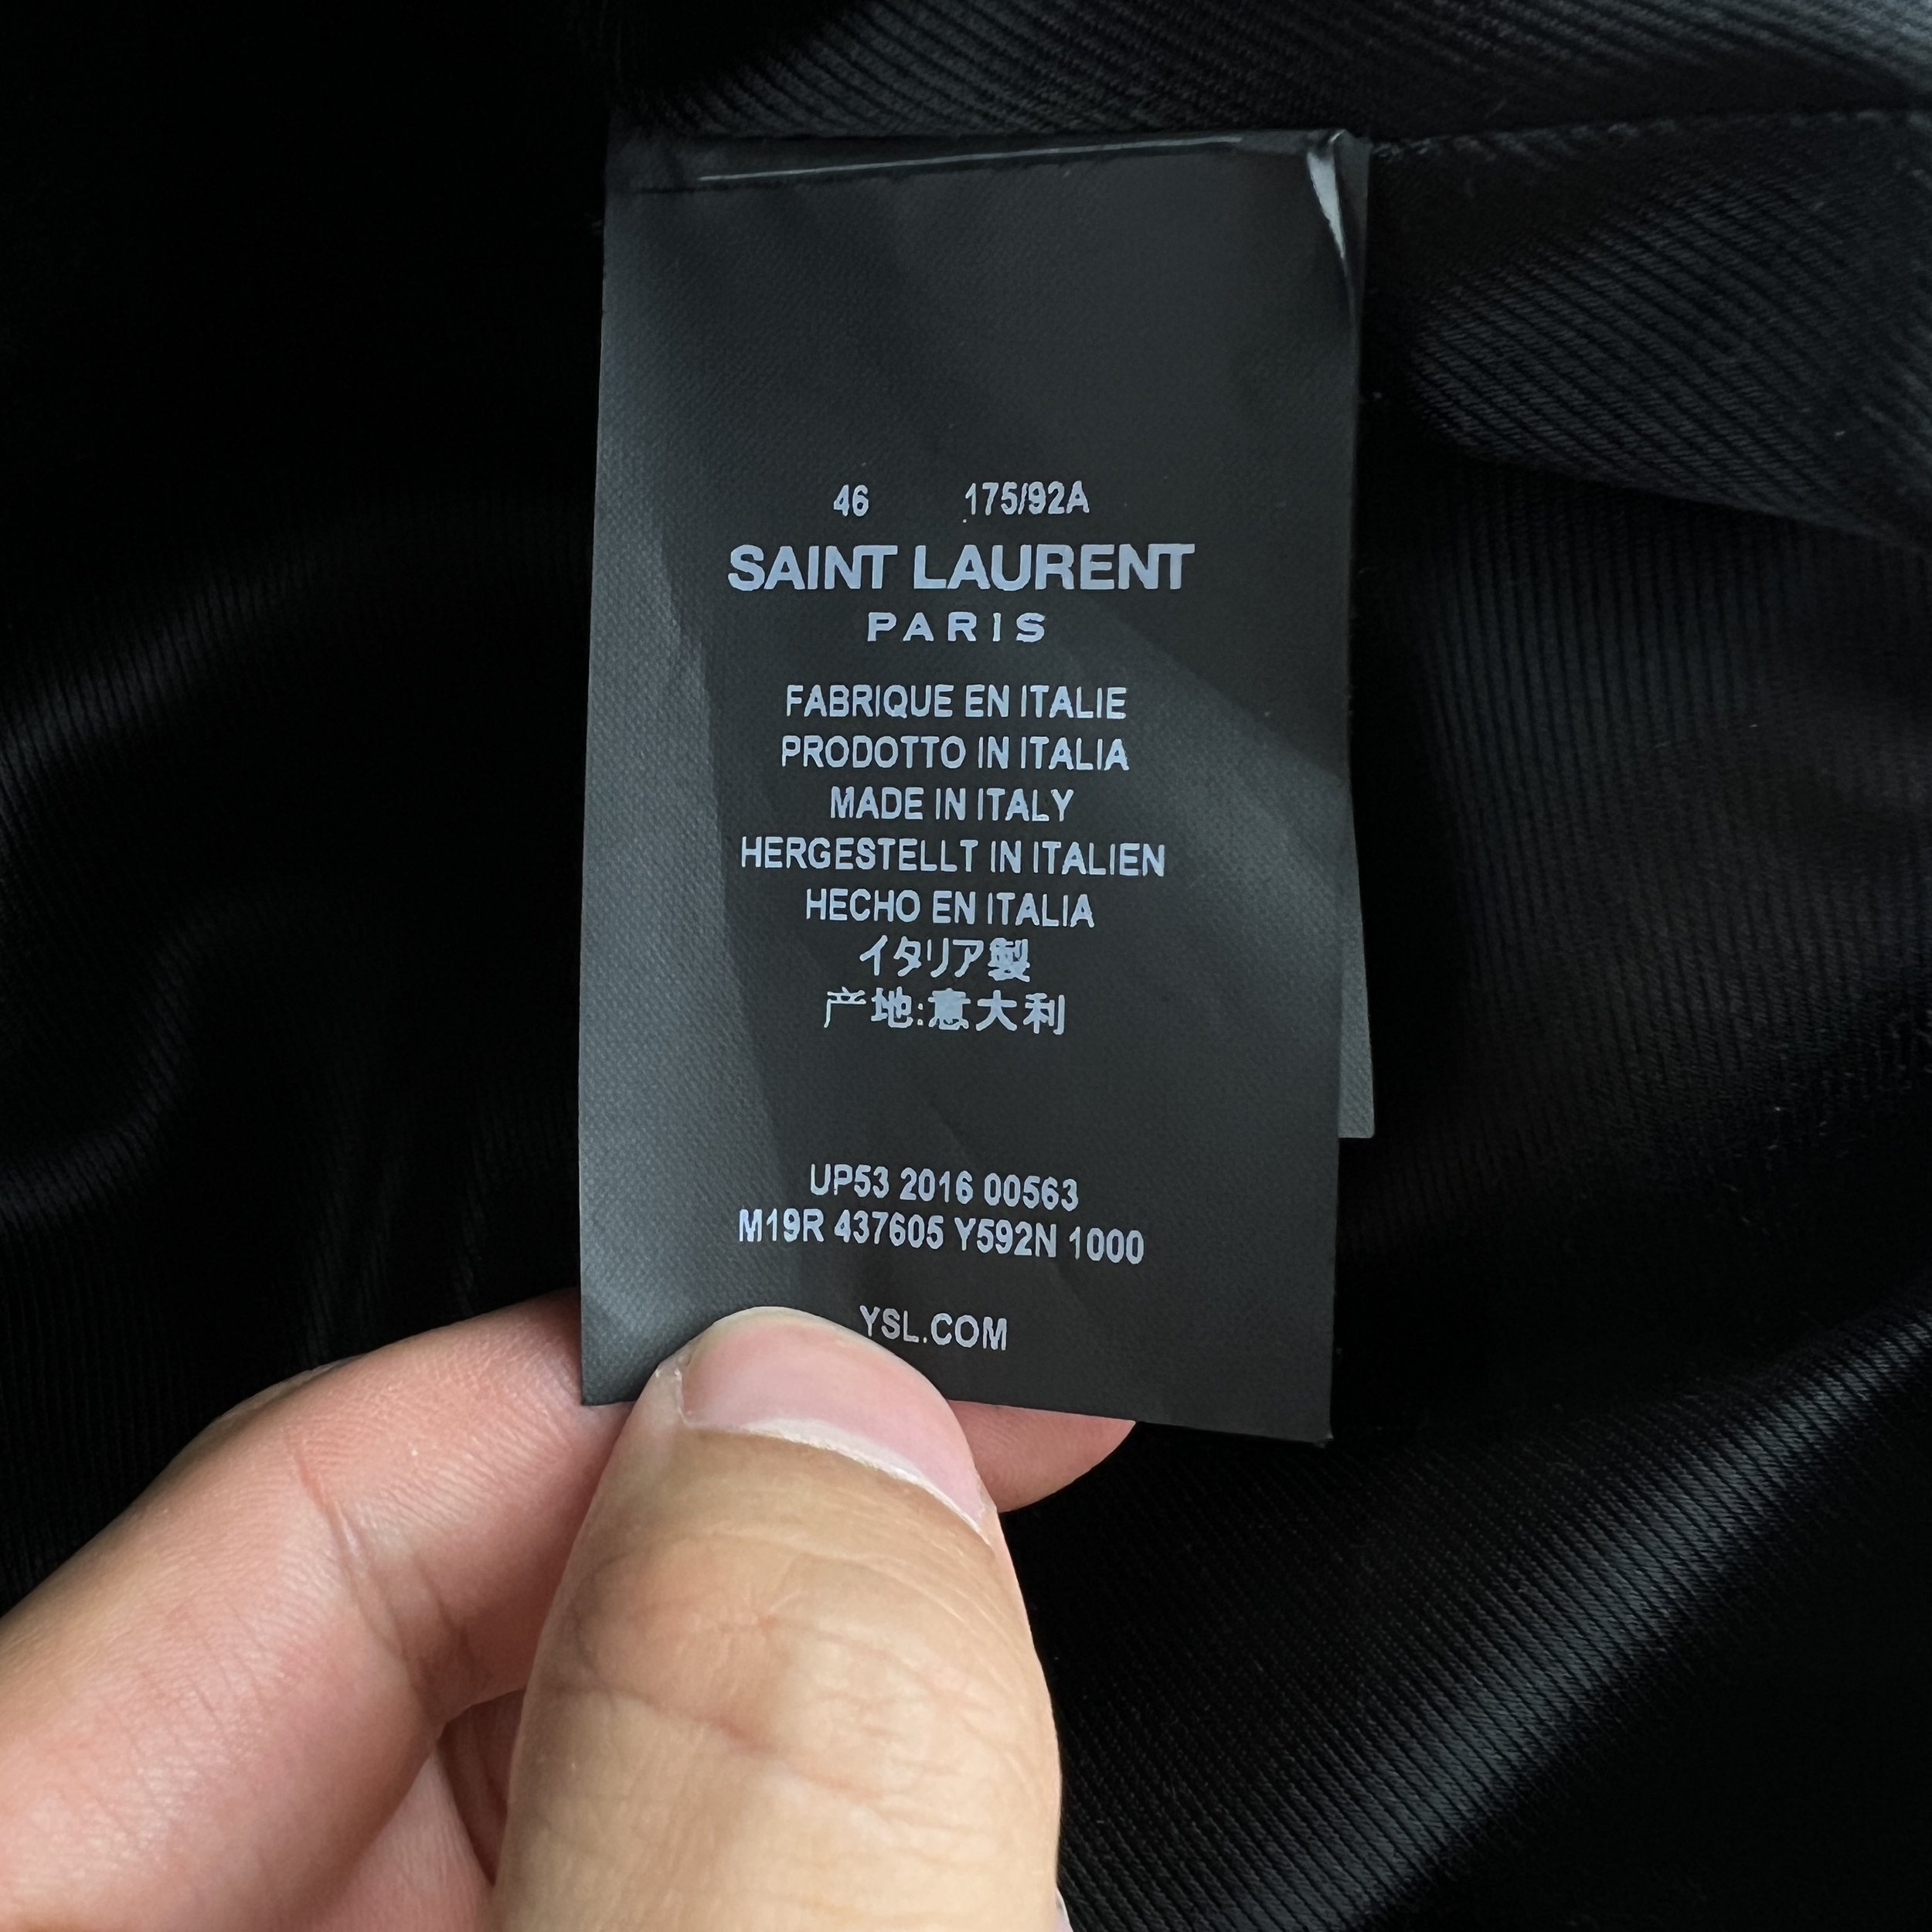 46 175/92A
SAINT LAURENT
PARIS
FABRIQUE EN ITALIE
PRODOTTO IN ITALIA
MADE IN ITALY
HERGESTELLT IN ITALIEN
HECHO EN ITALIA
イタリア製
产地:意大利
UP53 2016 00563
M19R 437605 Y592N 1000
YSL.COM